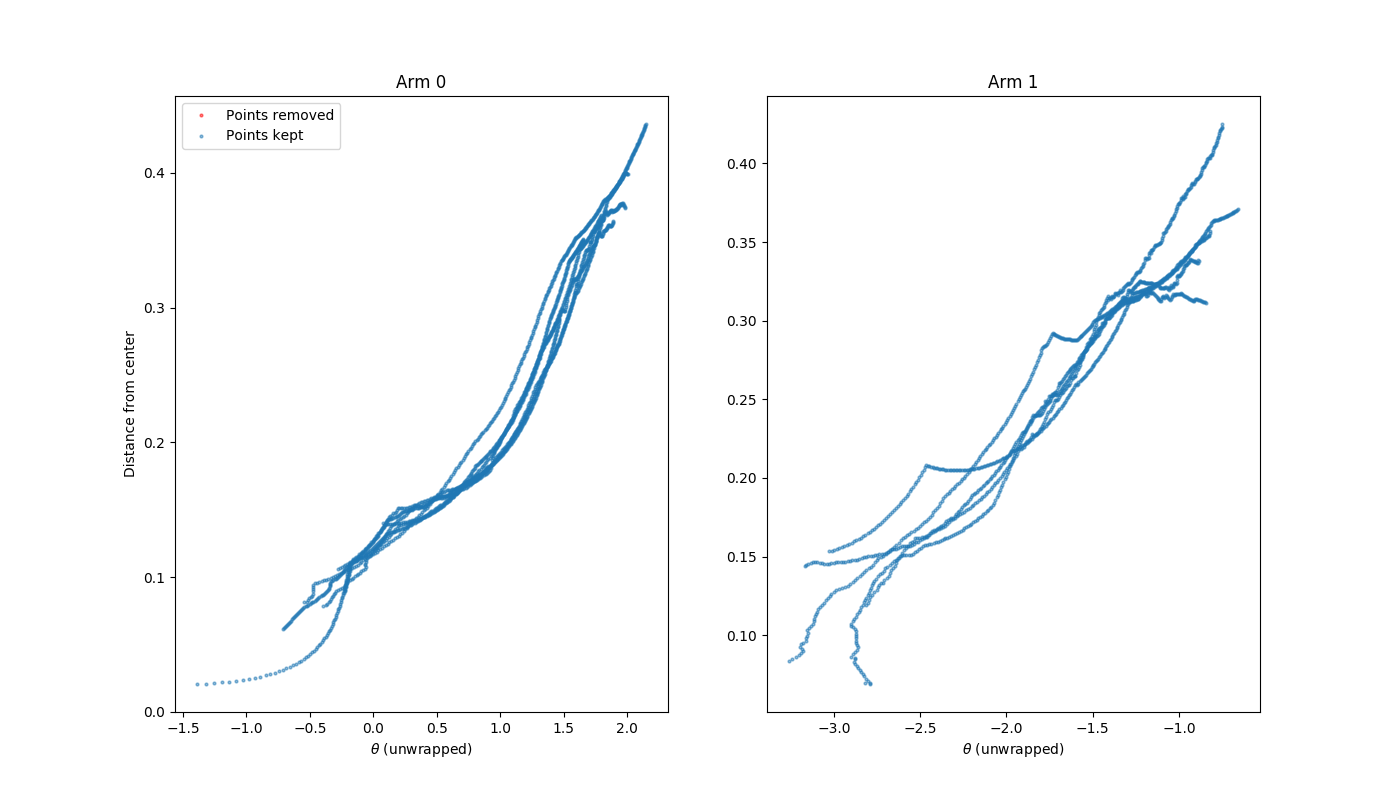 Arm 0
Points removed
Points kept
0.4
0.3
0.2
0.1
0.0
Distance from center
−1.5 −1.0 −0.5 0.0 0.5 1.0 1.5 2.0
θ (unwrapped)
Arm 1
0.40
0.35
0.30
0.25
0.20
0.15
0.10
−3.0 −2.5 −2.0 −1.5 −1.0
θ (unwrapped)